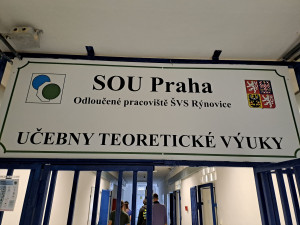 SOU Praha
Odloučené pracoviště ŠVS Rýnovice
UČEBNY TEORETICKÉ VÝUKY